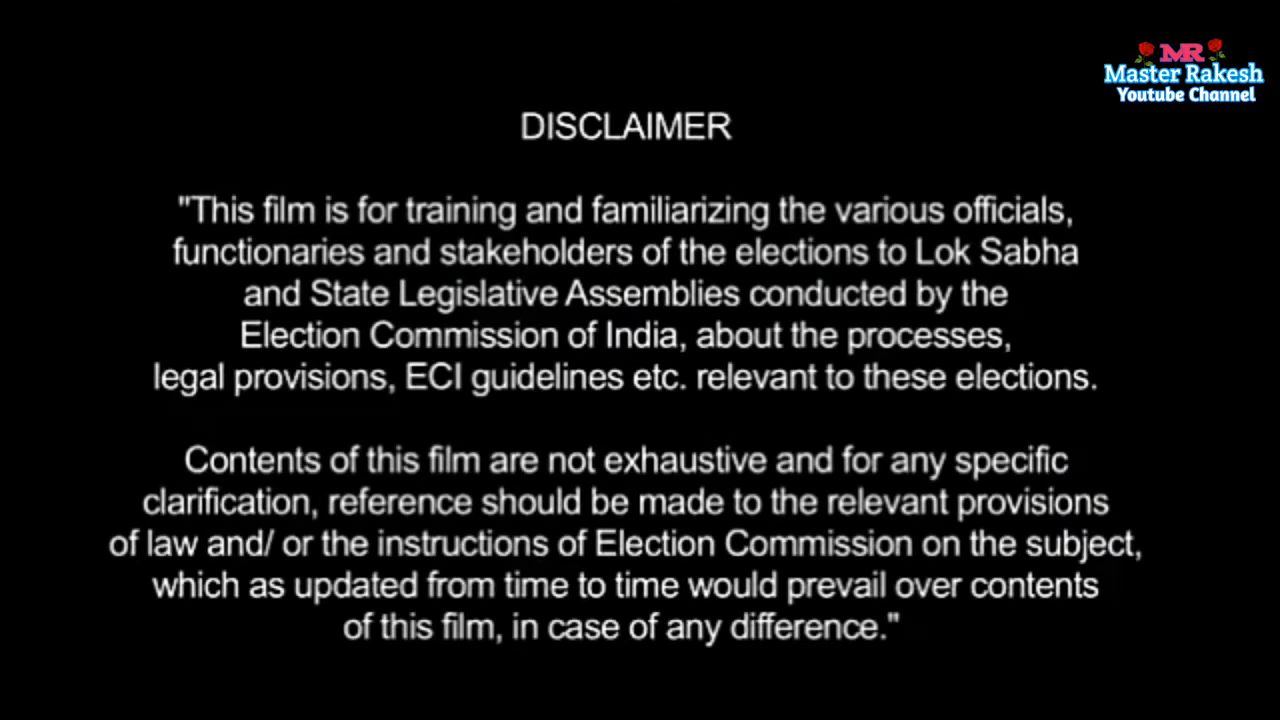 MR
Master Rakesh
Youtube Channel
DISCLAIMER
"This film is for training and familiarizing the various officials,
functionaries and stakeholders of the elections to Lok Sabha
and State Legislative Assemblies conducted by the
Election Commission of India, about the processes,
legal provisions, ECI guidelines etc. relevant to these elections.
Contents of this film are not exhaustive and for any specific
clarification, reference should be made to the relevant provisions
of law and/ or the instructions of Election Commission on the subject,
which as updated from time to time would prevail over contents
of this film, in case of any difference."